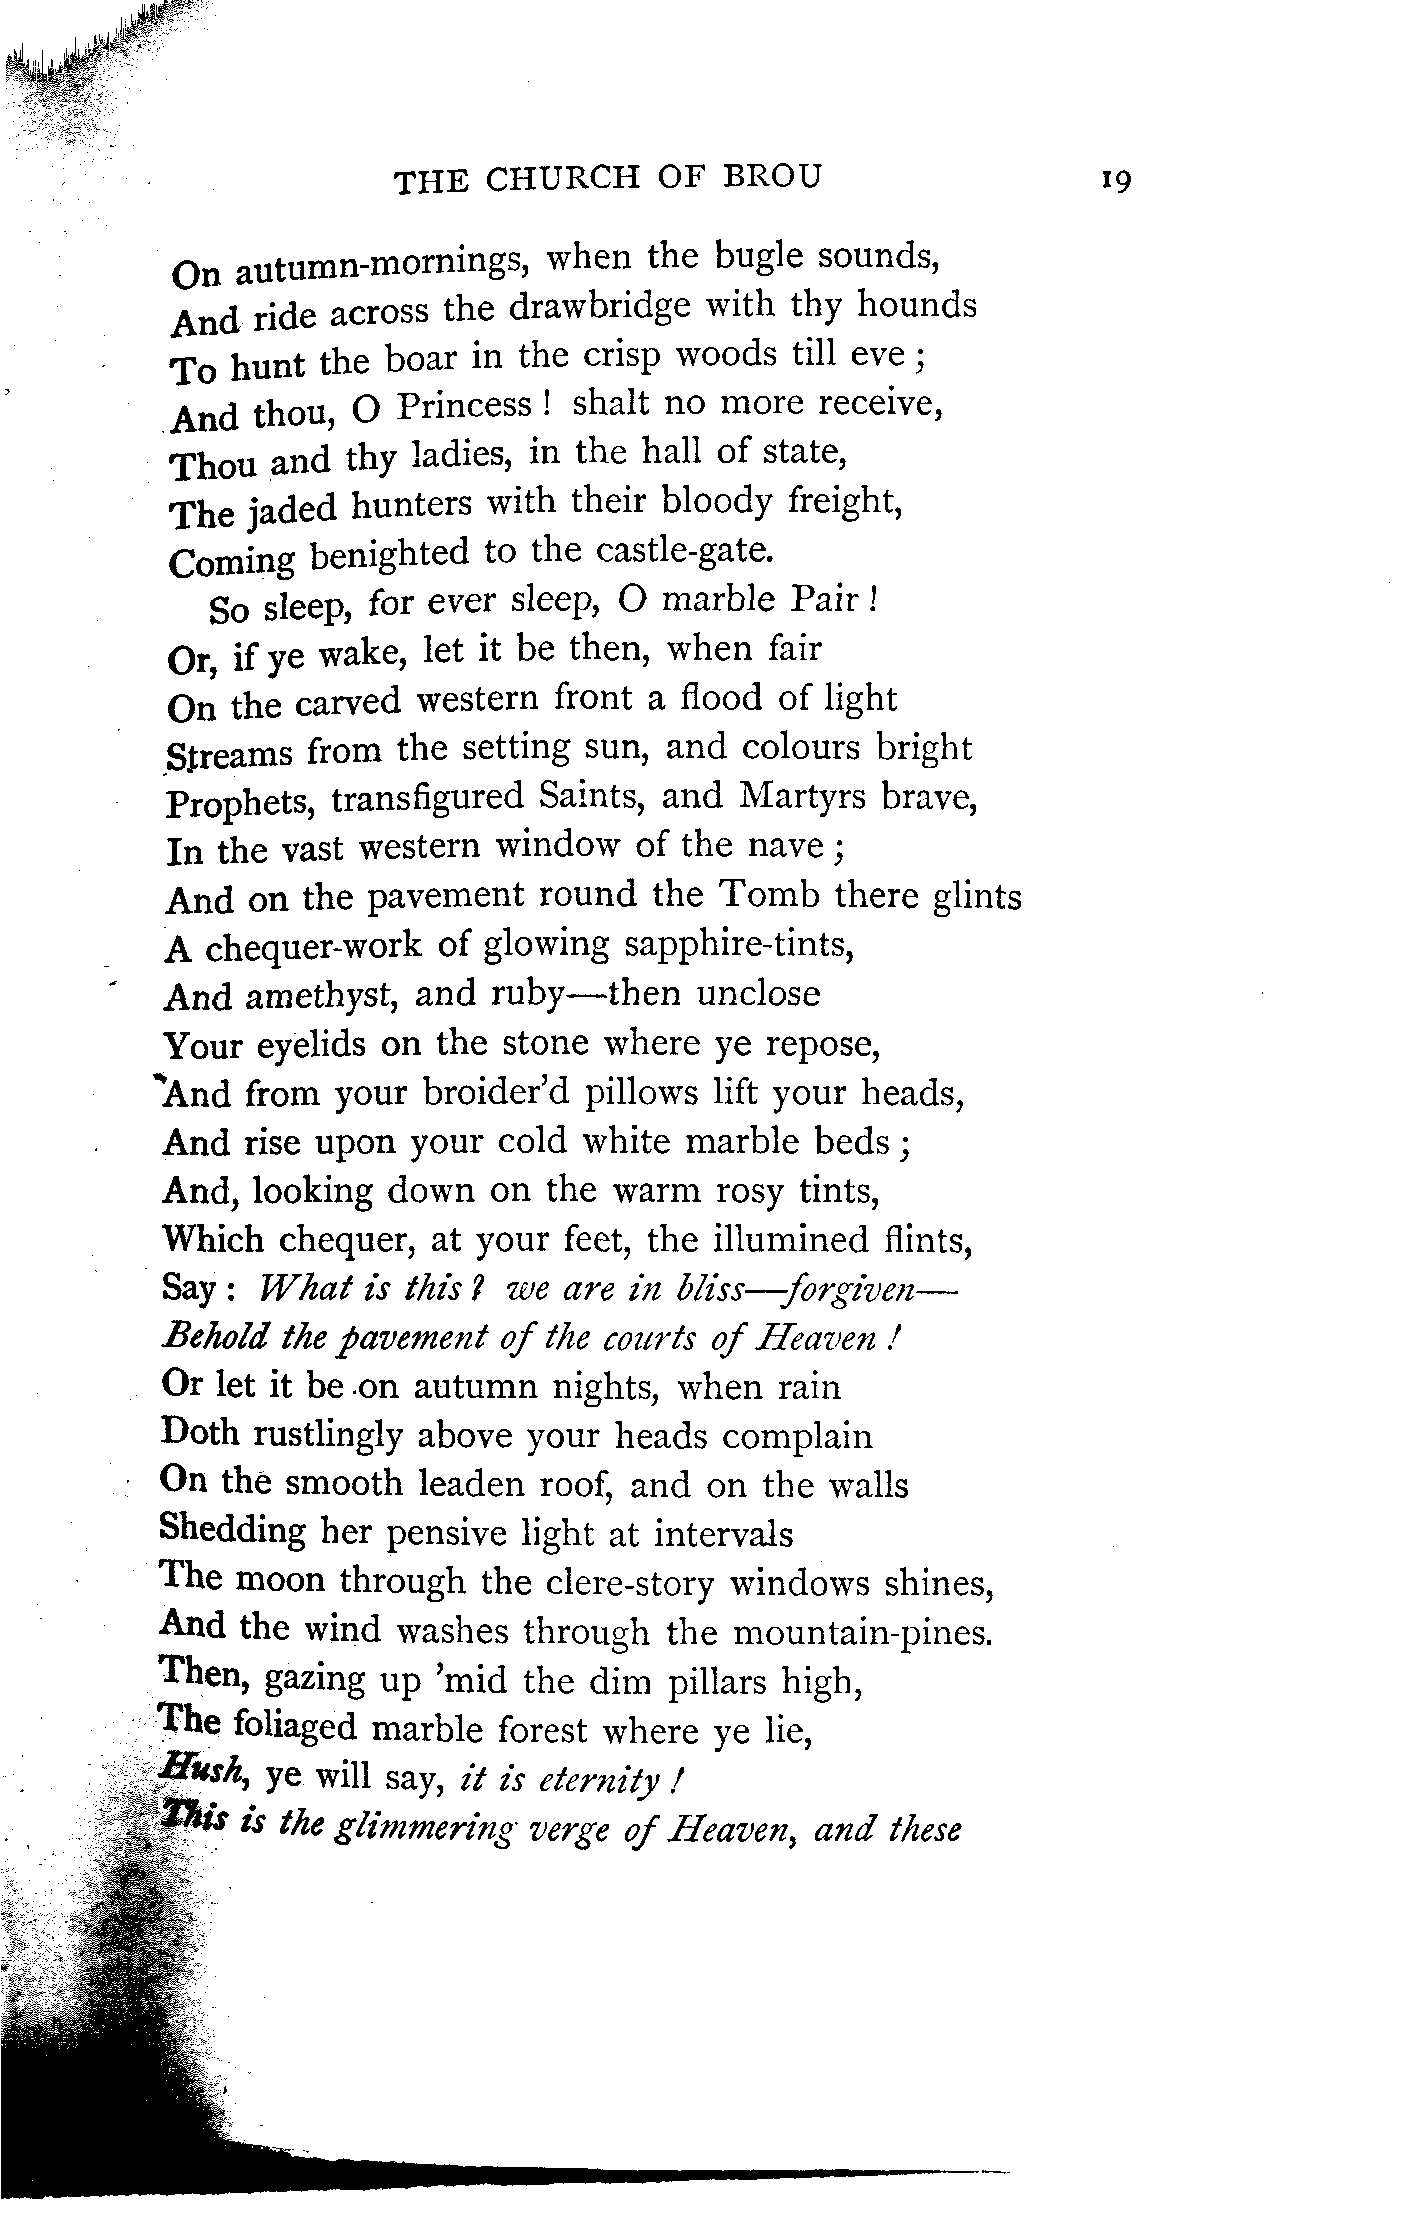 THE CHURCH OF BROU 19
On autumn-mornings, when the bugle sounds,
And ride across the drawbridge with thy hounds
To hunt the boar in the crisp woods till eve ;
And thou, O Princess ! shalt no more receive,
Thou and thy ladies, in the hall of state,
The jaded hunters with their bloody freight,
Coming benighted to the castle-gate.
So sleep, for ever sleep, O marble Pair !
Or, if ye wake, let it be then, when fair
On the carved western front a flood of light
Streams from the setting sun, and colours bright
Prophets, transfigured Saints, and Martyrs brave,
In the vast western window of the nave ;
And on the pavement round the Tomb there glints
A chequer-work of glowing sapphire-tints,
And amethyst, and ruby—then unclose
Your eyelids on the stone where ye repose,
And from your broider'd pillows lift your heads,
And rise upon your cold white marble beds ;
And, looking down on the warm rosy tints,
Which chequer, at your feet, the illumined flints,
Say : What is this ? we are in bliss—forgiven—
Behold the pavement of the courts of Heaven !
Or let it be on autumn nights, when rain
Doth rustlingly above your heads complain
On the smooth leaden roof, and on the walls
Shedding her pensive light at intervals
The moon through the clere-story windows shines,
And the wind washes through the mountain-pines.
Then, gazing up 'mid the dim pillars high,
The foliaged marble forest where ye lie,
Hush, ye will say, it is eternity !
This is the glimmering verge of Heaven, and these